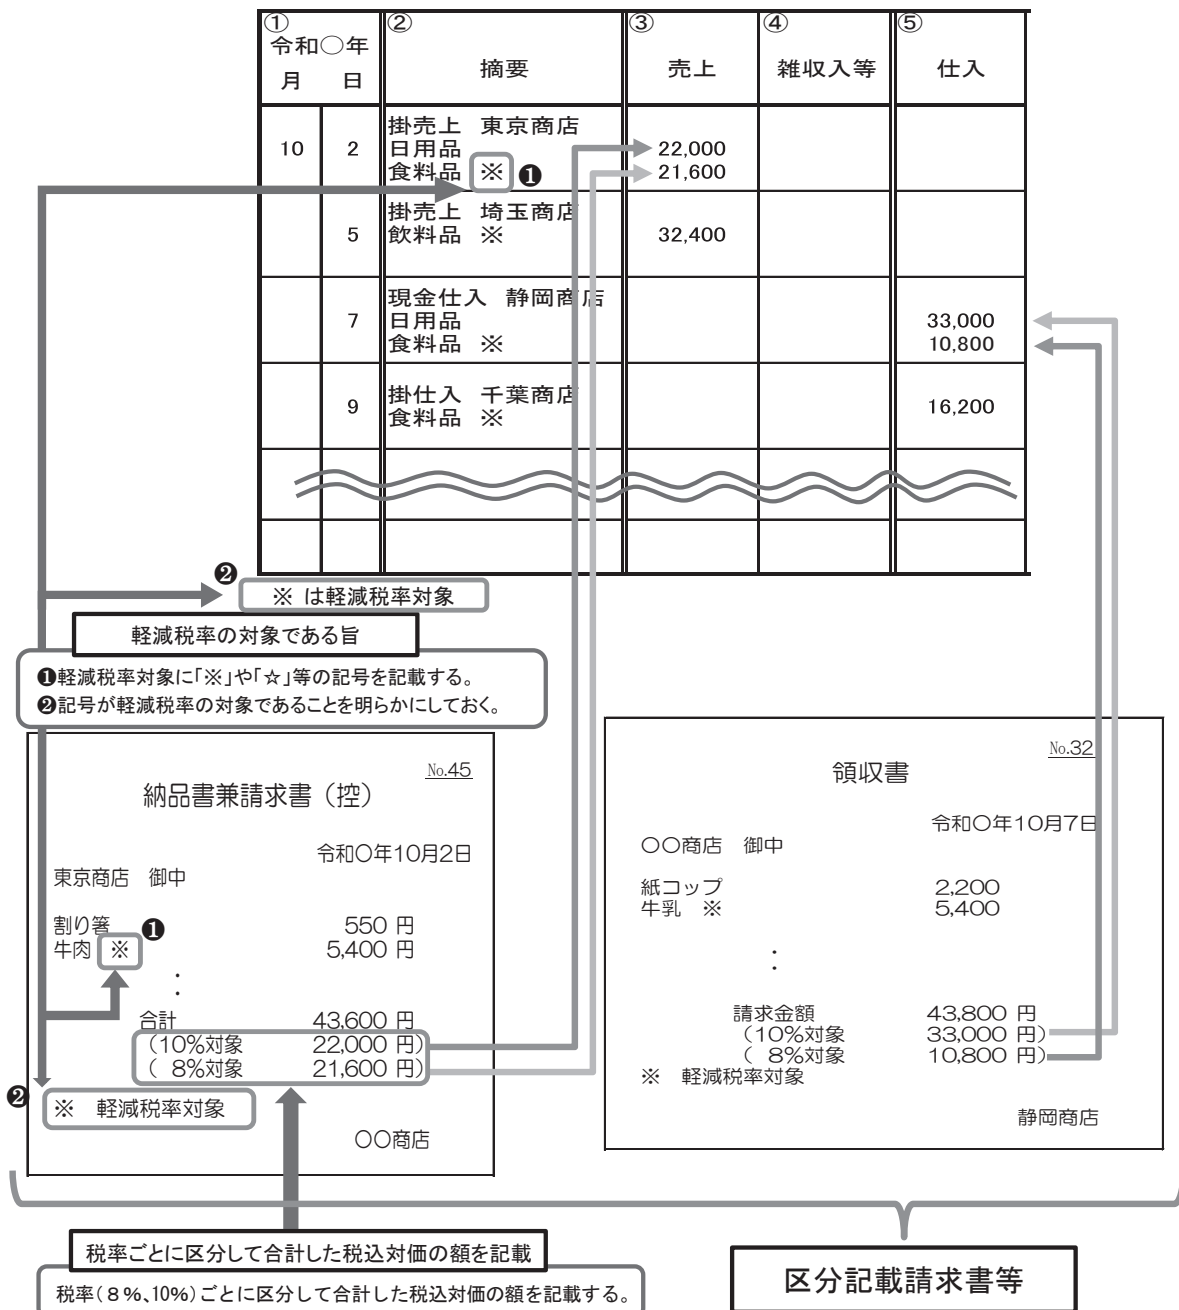 ① ② ③ ④ ⑤
令和○年
月 日 摘要 売上 雑収入等 仕入
掛売上 東京商店
10 2 日用品 22,000
食料品 ※ ❶ 21,600
掛売上 埼玉商店
5 飲料品 ※ 32,400
現金仕入 静岡商店
7 日用品 33,000
食料品 ※ 10,800
掛仕入 千葉商店
9 食料品 ※ 16,200
❷ ※ は軽減税率対象
軽減税率の対象である旨
❶軽減税率対象に「※」や「☆」等の記号を記載する。
❷記号が軽減税率の対象であることを明らかにしておく。
No.45
納品書兼請求書（控）
令和○年10月2日
東京商店 御中
割り箸 550 円
牛肉 ※ ❶ 5,400 円
：
合計 43,600 円
（10%対象 22,000 円）
（ 8%対象 21,600 円）
❷ ※ 軽減税率対象
○○商店
No.32
領収書
令和○年10月7日
○○商店 御中
紙コップ 2,200
牛乳 ※ 5,400
：
請求金額 43,800 円
（10%対象 33,000 円）
（ 8%対象 10,800 円）
※ 軽減税率対象
静岡商店
税率ごとに区分して合計した税込対価の額を記載
税率（８％、10％）ごとに区分して合計した税込対価の額を記載する。
区分記載請求書等